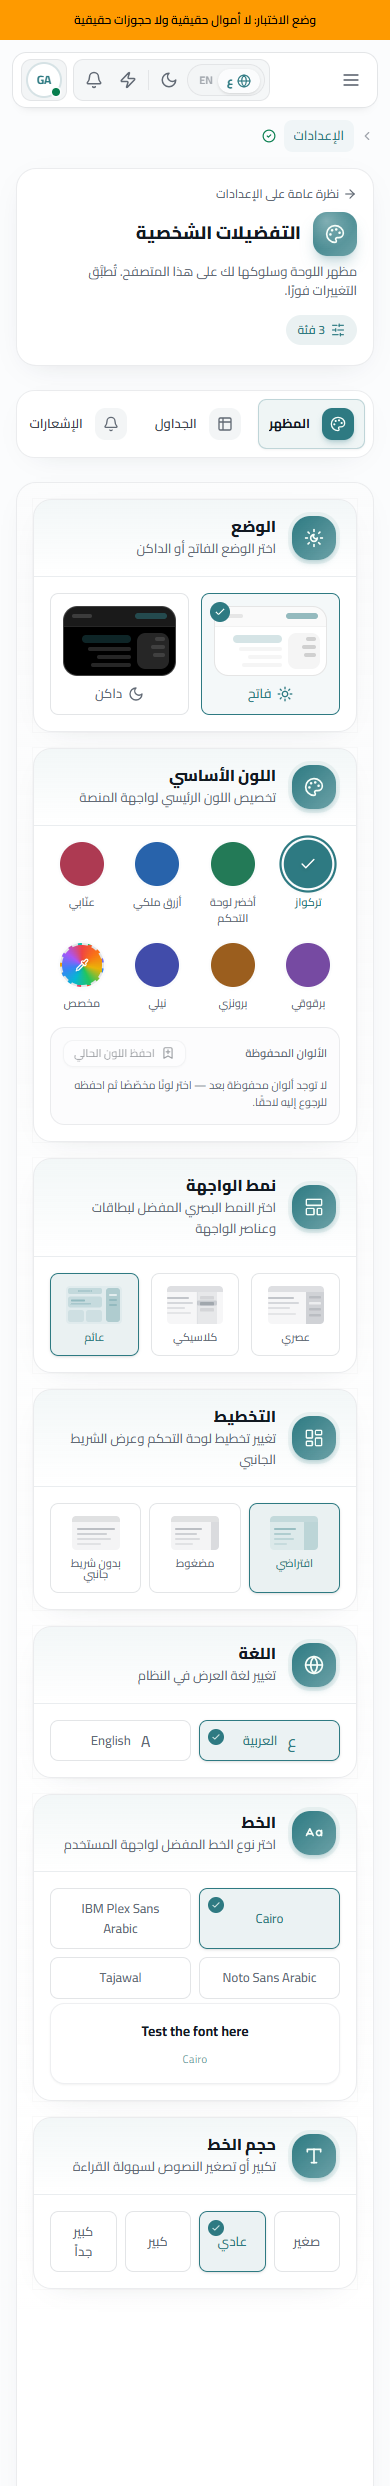 وضع الاختبار: لا أموال حقيقية ولا حجوزات حقيقية
ع EN GA
الإعدادات
نظرة عامة على الإعدادات
التفضيلات الشخصية
مظهر اللوحة وسلوكها لك على هذا المتصفح. تُطبّق
التغييرات فورًا.
3 فئة
المظهر
الجداول
الإشعارات
الوضع
اختر الوضع الفاتح أو الداكن
فاتح
داكن
اللون الأساسي
تخصيص اللون الرئيسي لواجهة المنصة
تركواز
أخضر لوحة
التحكم
أزرق ملكي
عنّابي
برقوقي
برونزي
نيلي
مخصص
الألوان المحفوظة
احفظ اللون الحالي
لا توجد ألوان محفوظة بعد — اختر لونًا مخصّصًا ثم احفظه
للرجوع إليه لاحقًا.
نمط الواجهة
اختر النمط البصري المفضل لبطاقات
وعناصر الواجهة
عصري
كلاسيكي
عائم
التخطيط
تغيير تخطيط لوحة التحكم وعرض الشريط
الجانبي
افتراضي
مضغوط
بدون شريط
جانبي
اللغة
تغيير لغة العرض في النظام
ع العربية
A English
الخط
اختر نوع الخط المفضل لواجهة المستخدم
Aa
Cairo
IBM Plex Sans
Arabic
Noto Sans Arabic
Tajawal
Test the font here
Cairo
حجم الخط
تكبير أو تصغير النصوص لسهولة القراءة
صغير
عادي
كبير
كبير
جداً